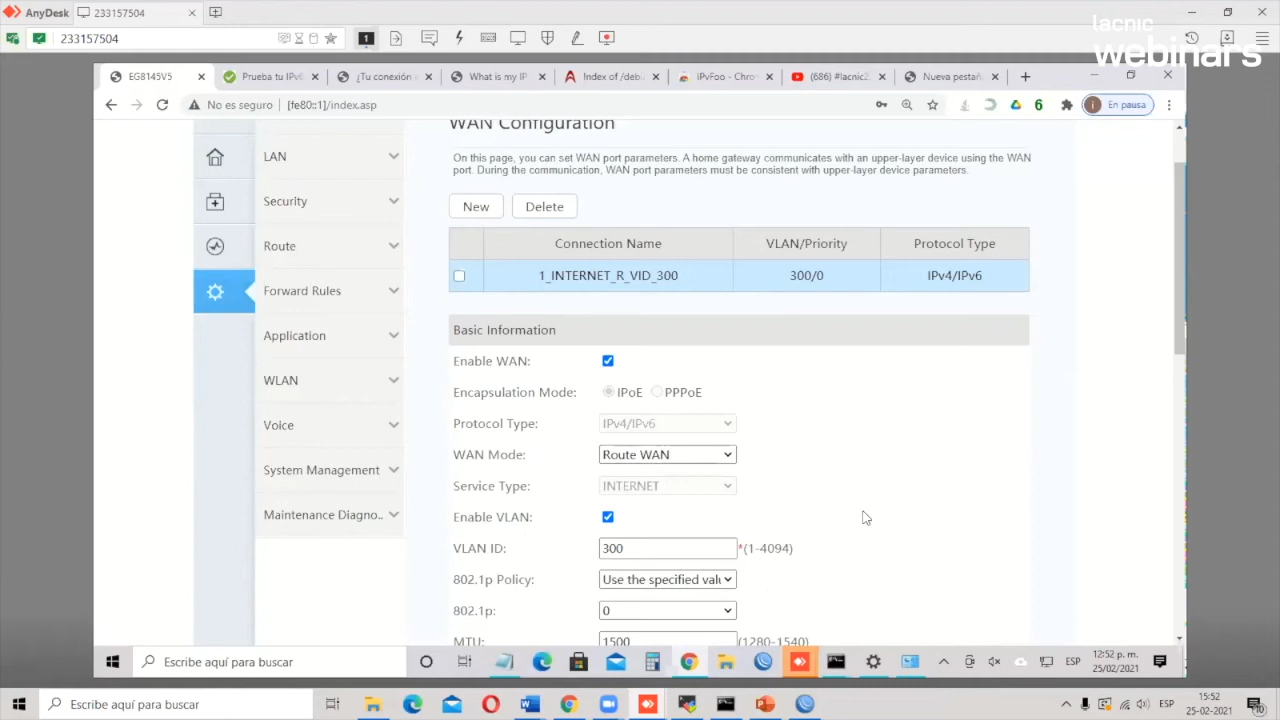 AnyDesk
233157504
lacnic
webinars
233157504
1
EG8145V5
Prueba tu IPv
¿Tu conexión
What is my IP
Index of /deb
IPvFoo - Chro
(686) #lacnic
Nueva pestañ
No es seguro
[fe80::1]/index.asp
6
i
En pausa
WAN Configuration
LAN
On this page, you can set WAN port parameters. A home gateway communicates with an upper-layer device using the WAN
port. During the communication, WAN port parameters must be consistent with upper-layer device parameters.
Security
New
Delete
Route
Connection Name
VLAN/Priority
Protocol Type
1_INTERNET_R_VID_300
300/0
IPv4/IPv6
Forward Rules
Application
Basic Information
Enable WAN:
WLAN
Encapsulation Mode:
IPoE
PPPoE
Voice
Protocol Type:
IPv4/IPv6
WAN Mode:
Route WAN
System Management
Service Type:
INTERNET
Maintenance Diagno..
Enable VLAN:
VLAN ID:
300
*(1-4094)
802.1p Policy:
Use the specified valu
802.1p:
0
MTU:
1500
(1280-1540)
Escribe aquí para buscar
ESP
12:52 p. m.
25/02/2021
Escribe aquí para buscar
ESP
15:52
25-02-2021